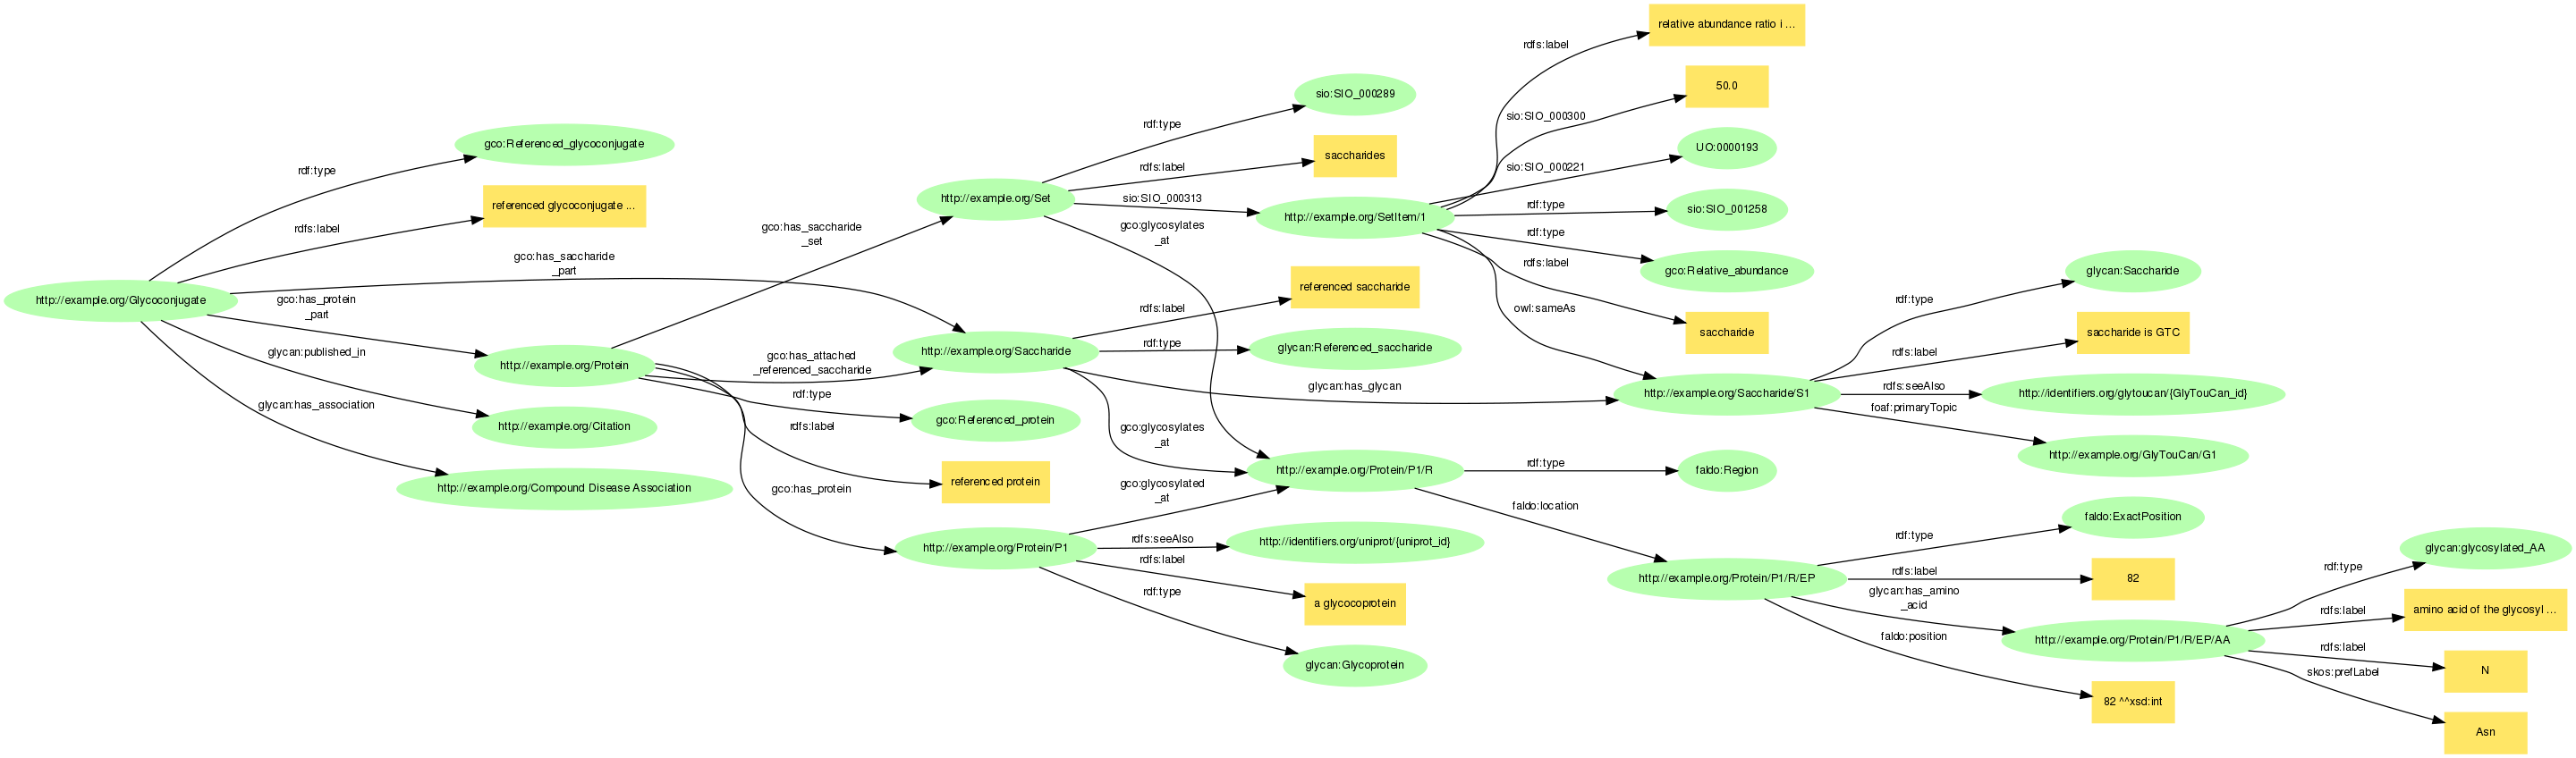 http://example.org/Glycoconjugate
rdf:type
rdfs:label
gco:has_saccharide
_part
gco:has_protein
_part
glycan:published_in
glycan:has_association
gco:Referenced_glycoconjugate
referenced glycoconjugate ...
http://example.org/Protein
http://example.org/Citation
http://example.org/Compound Disease Association
gco:has_saccharide
_set
gco:has_attached
_referenced_saccharide
rdf:type
rdfs:label
gco:has_protein
http://example.org/Set
http://example.org/Saccharide
gco:Referenced_protein
referenced protein
http://example.org/Protein/P1
rdf:type
rdfs:label
sio:SIO_000313
gco:glycosylates
_at
rdfs:label
rdf:type
glycan:has_glycan
gco:glycosylates
_at
gco:glycosylated
_at
rdfs:seeAlso
rdfs:label
rdf:type
sio:SIO_000289
saccharides
http://example.org/SetItem/1
referenced saccharide
glycan:Referenced_saccharide
http://example.org/Protein/P1/R
http://identifiers.org/uniprot/{uniprot_id}
a glycocoprotein
glycan:Glycoprotein
rdfs:label
sio:SIO_000300
sio:SIO_000221
rdf:type
rdf:type
rdfs:label
owl:sameAs
rdf:type
faldo:location
relative abundance ratio i ...
50.0
UO:0000193
sio:SIO_001258
gco:Relative_abundance
saccharide
http://example.org/Saccharide/S1
faldo:Region
http://example.org/Protein/P1/R/EP
rdf:type
rdfs:label
rdfs:seeAlso
foaf:primaryTopic
rdf:type
rdfs:label
glycan:has_amino
_acid
faldo:position
glycan:Saccharide
saccharide is GTC
http://identifiers.org/glytoucan/{GlyTouCan_id}
http://example.org/GlyTouCan/G1
faldo:ExactPosition
82
http://example.org/Protein/P1/R/EP/AA
82 ^^xsd:int
rdf:type
rdfs:label
rdfs:label
skos:prefLabel
glycan:glycosylated_AA
amino acid of the glycosyl ...
N
Asn